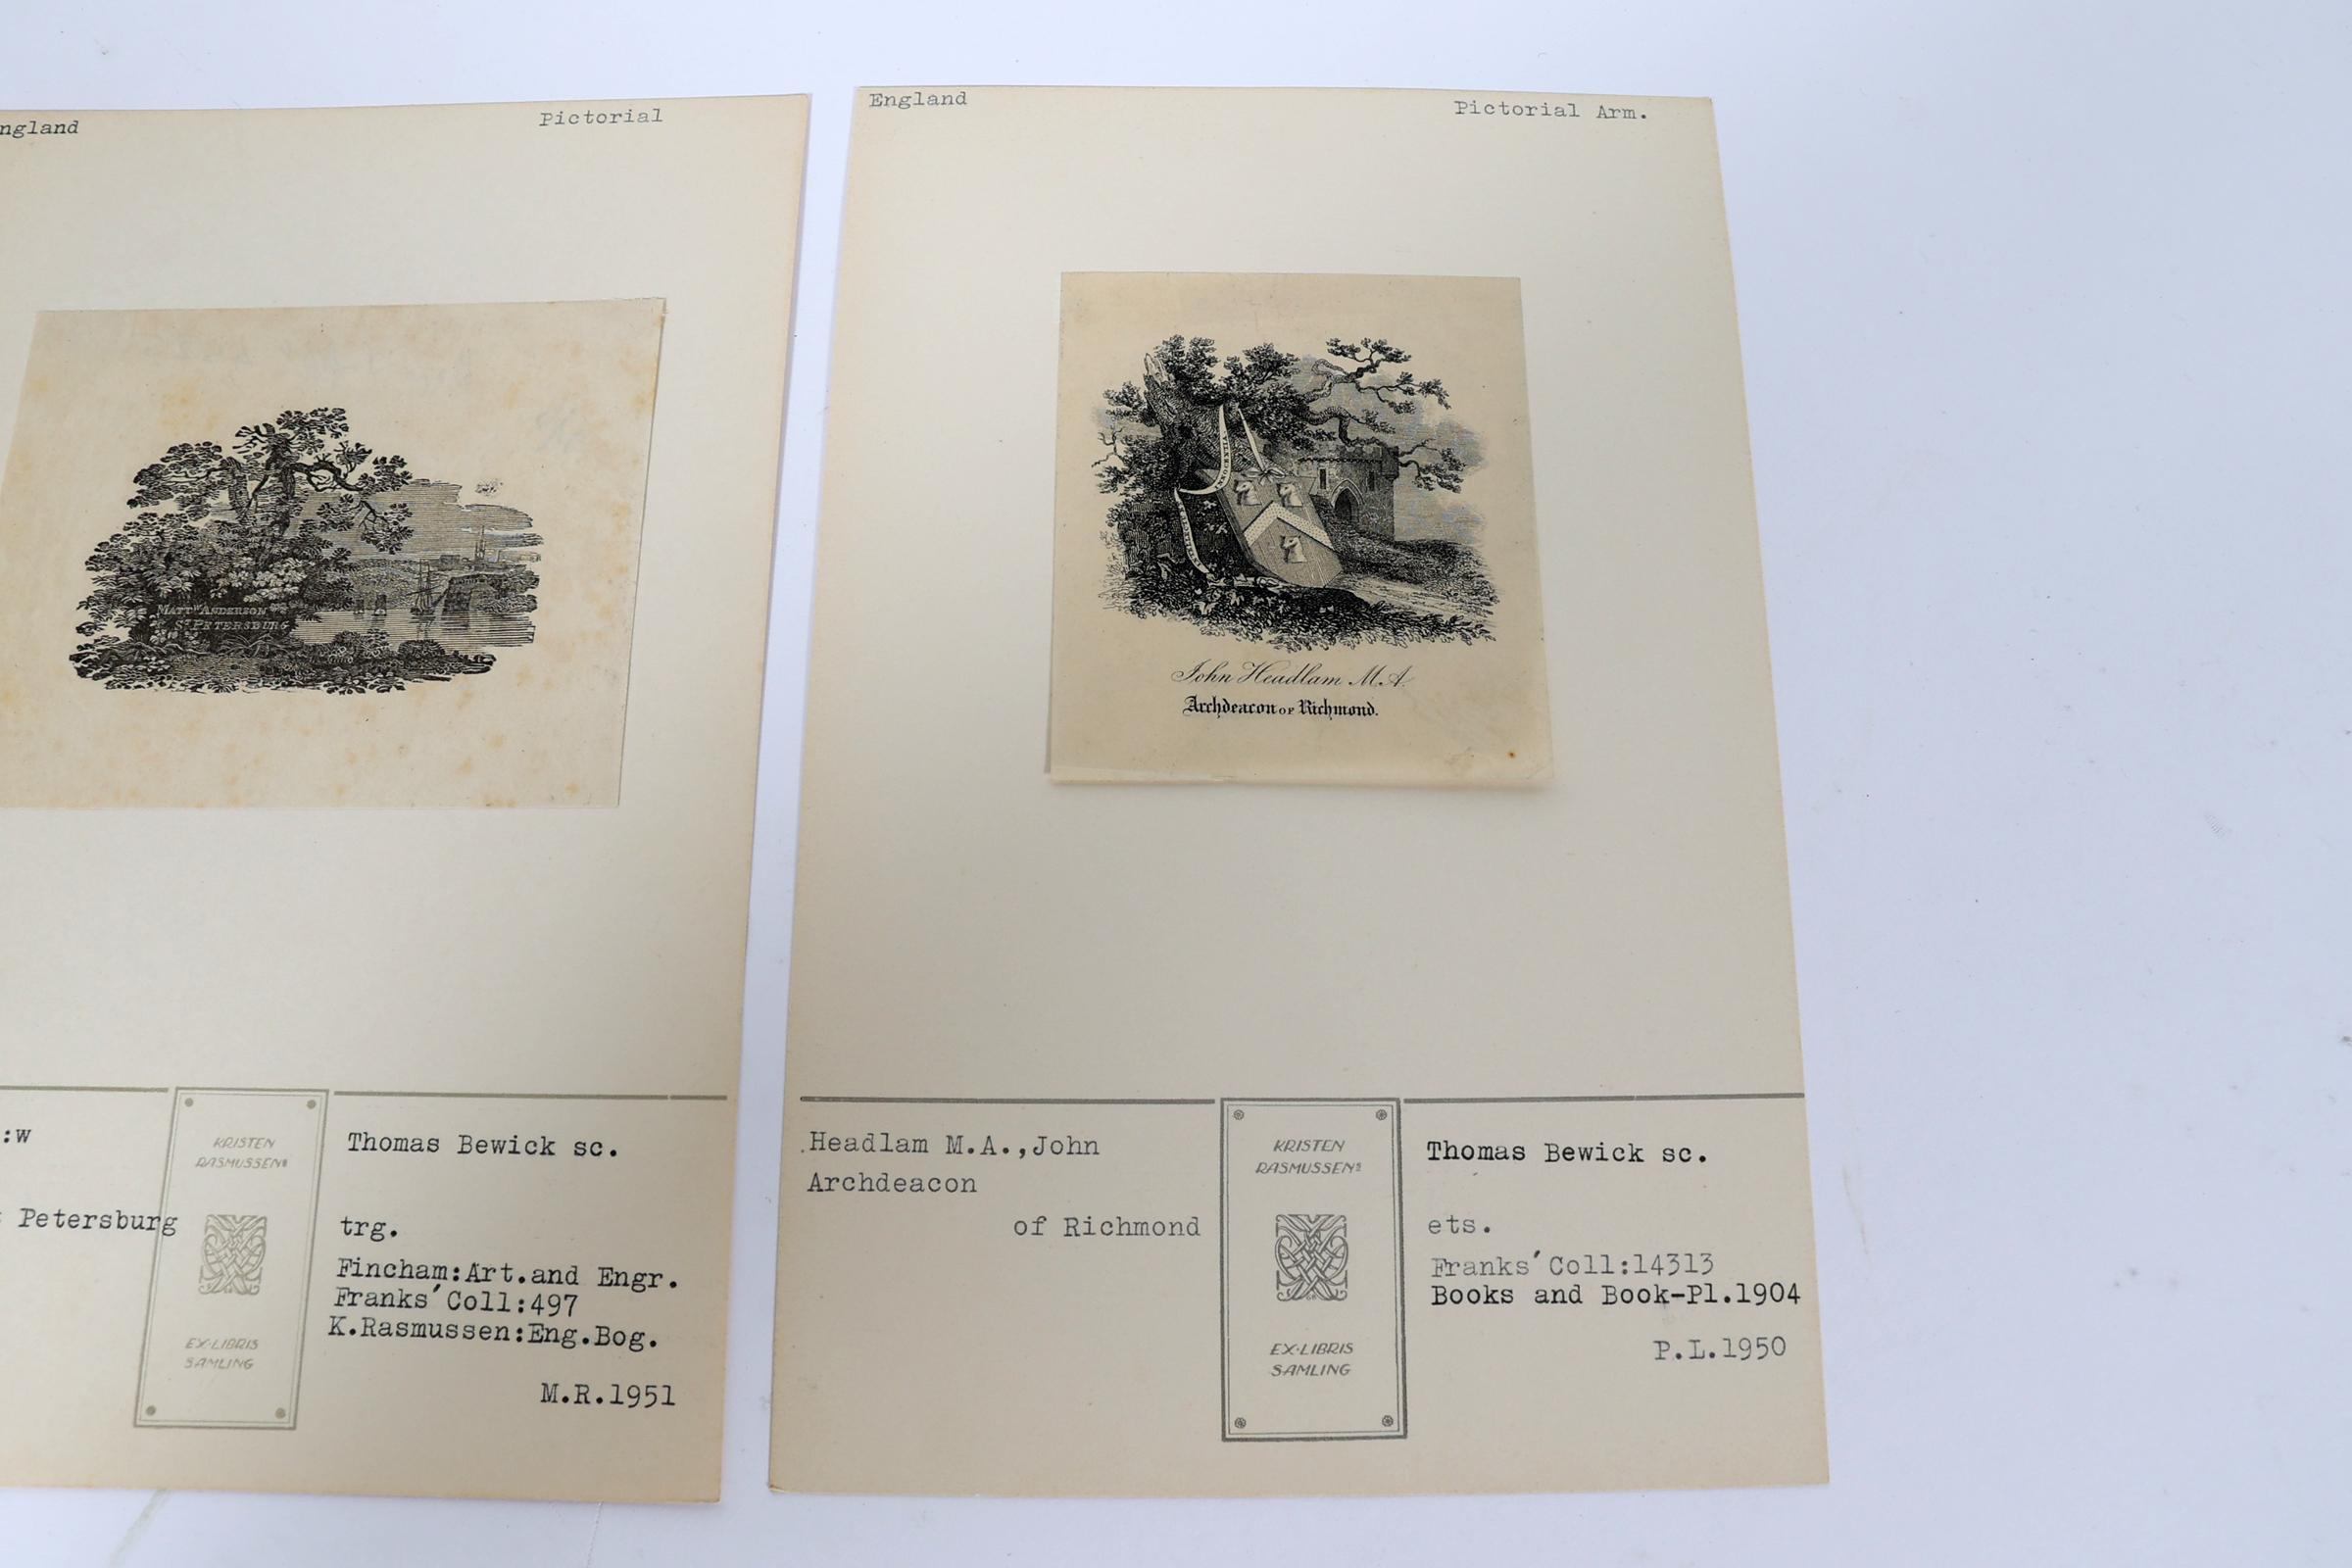 ngland
Pictorial
MATTW ANDERSON
ST PETERSBURG
:w
Petersburg
KRISTEN
RASMUSSENS
EX·LIBRIS
SAMLING
Thomas Bewick sc.
trg.
Fincham:Art.and Engr.
Franks'Coll:497
K.Rasmussen:Eng.Bog.
M.R.1951
England
Pictorial Arm.
John Headlam M.A.
Archdeacon OF Richmond.
Headlam M.A.,John
Archdeacon
of Richmond
KRISTEN
RASMUSSENS
EX·LIBRIS
SAMLING
Thomas Bewick sc.
ets.
Franks'Coll:14313
Books and Book-Pl.1904
P.L.1950